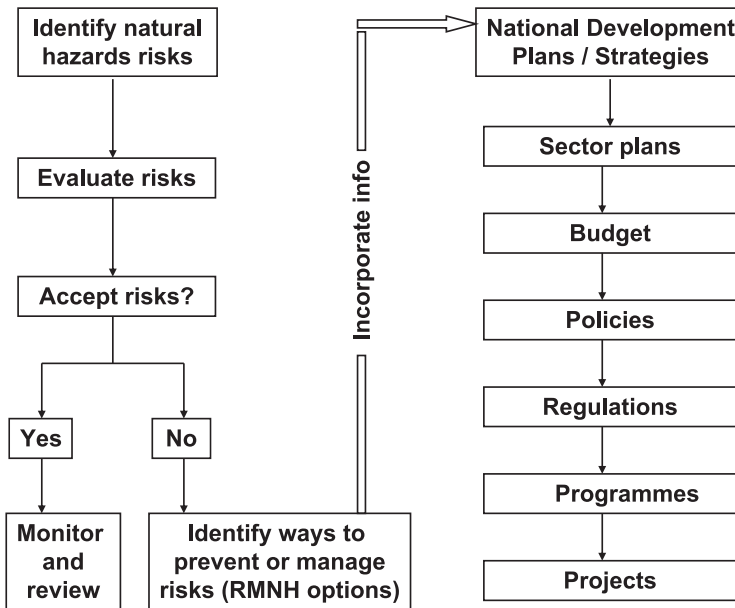 Identify natural
hazards risks
Evaluate risks
Accept risks?
Yes
No
Monitor
and
review
Identify ways to
prevent or manage
risks (RMNH options)
Incorporate info
National Development
Plans / Strategies
Sector plans
Budget
Policies
Regulations
Programmes
Projects